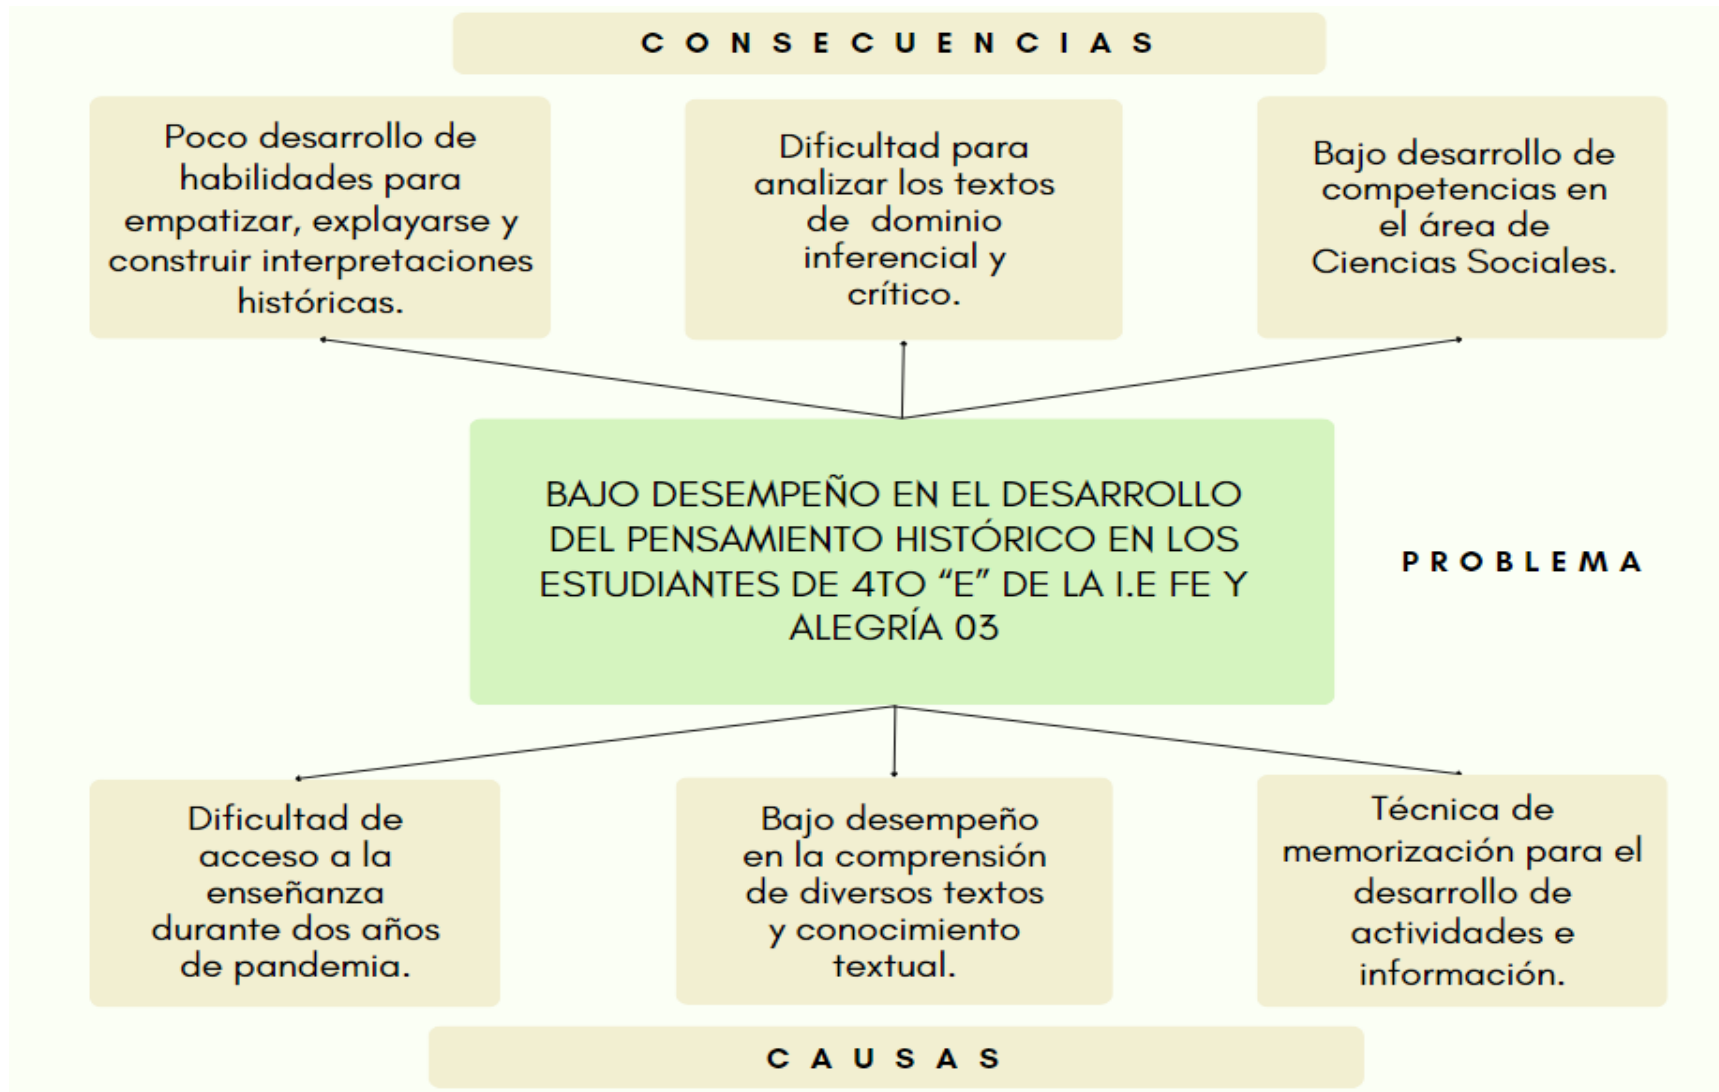 CONSECUENCIAS
Poco desarrollo de
habilidades para
empatizar, explayarse y
construir interpretaciones
históricas.
Dificultad para
analizar los textos
de dominio
inferencial y
crítico.
Bajo desarrollo de
competencias en
el área de
Ciencias Sociales.
BAJO DESEMPEÑO EN EL DESARROLLO
DEL PENSAMIENTO HISTÓRICO EN LOS
ESTUDIANTES DE 4TO “E” DE LA I.E FE Y
ALEGRÍA 03
PROBLEMA
Dificultad de
acceso a la
enseñanza
durante dos años
de pandemia.
Bajo desempeño
en la comprensión
de diversos textos
y conocimiento
textual.
Técnica de
memorización para el
desarrollo de
actividades e
información.
CAUSAS